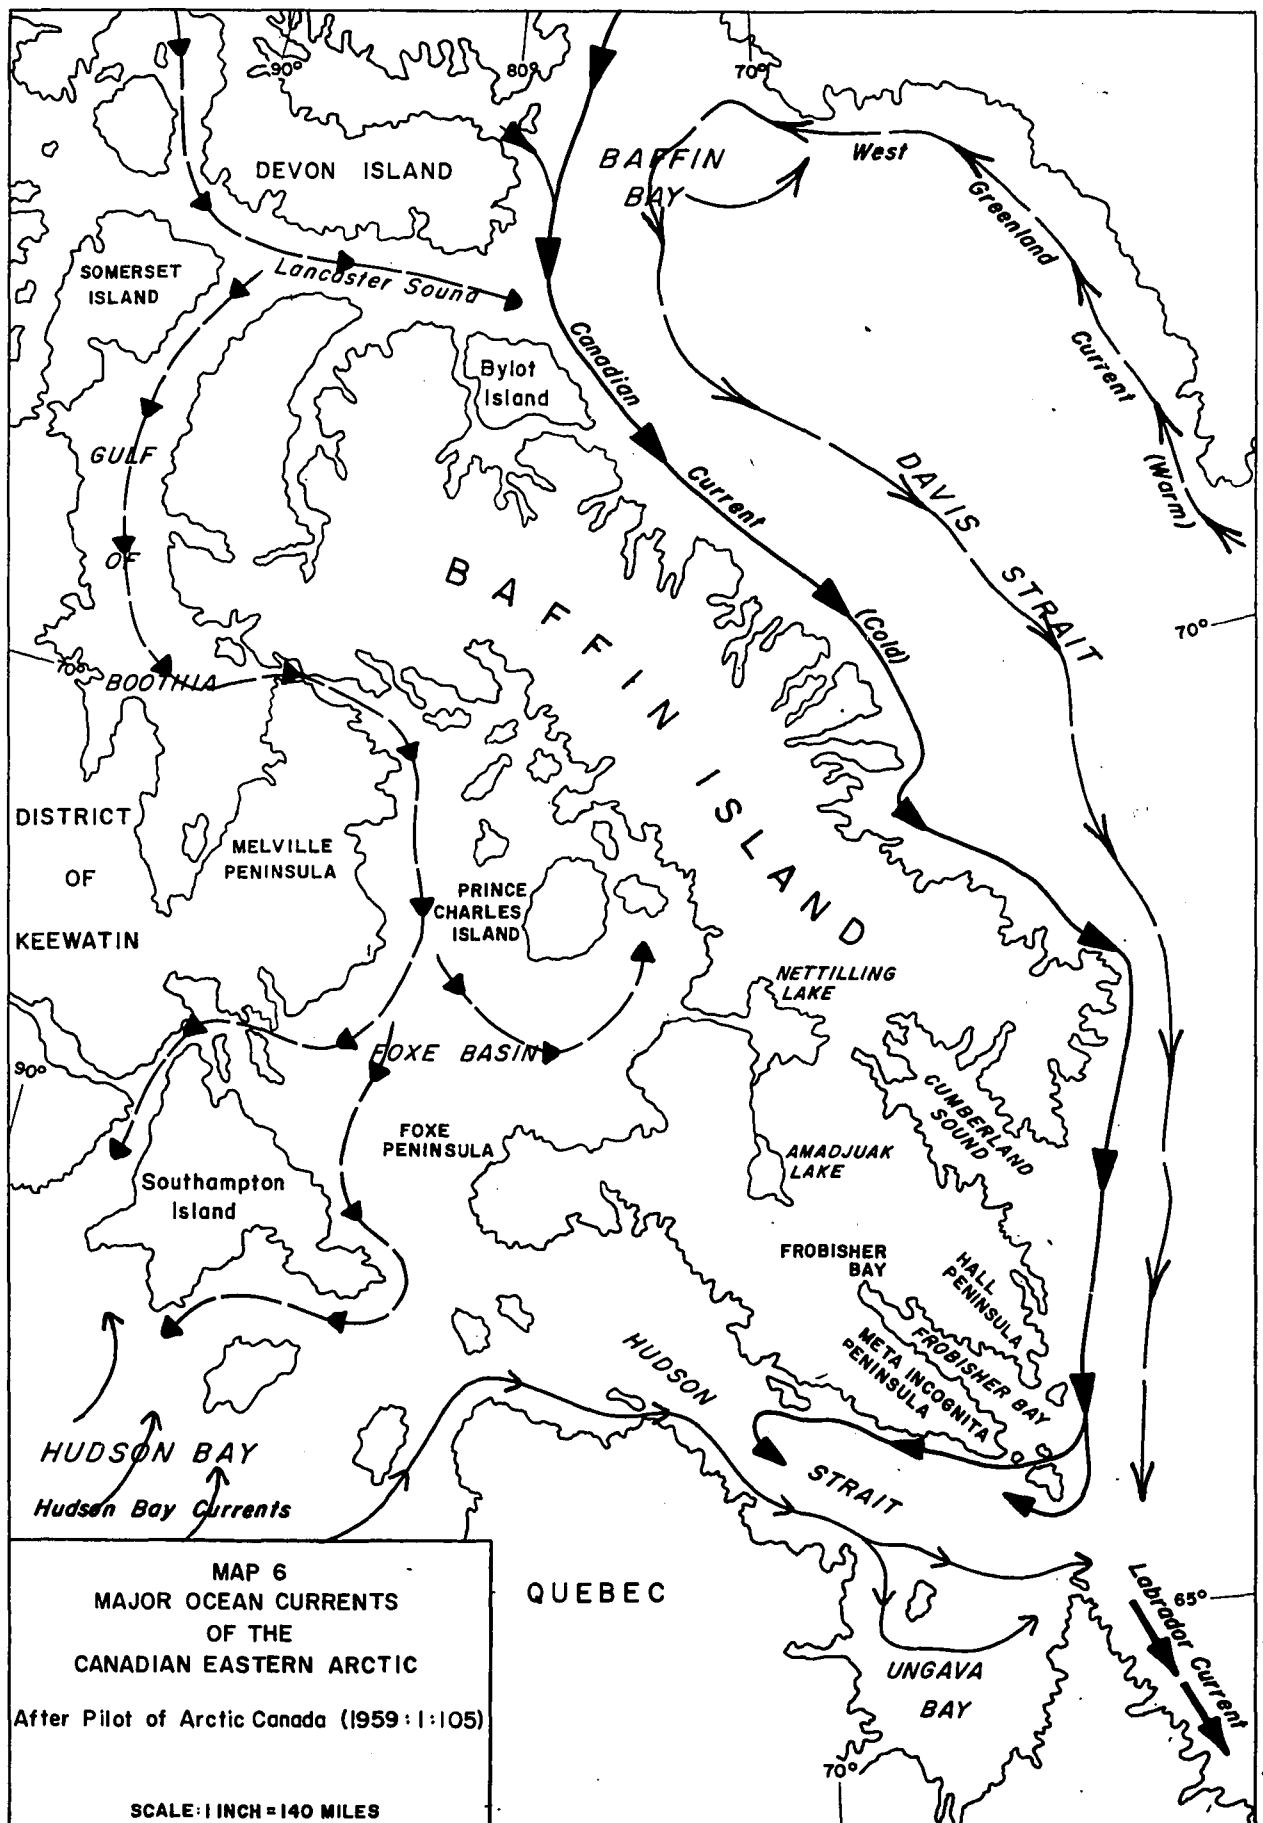 90°
80°
70°
BAFFIN
BAY
West
Greenland
Current
(Warm)
DEVON ISLAND
SOMERSET
ISLAND
Lancaster Sound
Bylot
Island
Canadian
Current
(Cold)
DAVIS
STRAIT
GULF
OF
BOOTHIA
70°
70°
BAFFIN ISLAND
DISTRICT
OF
KEEWATIN
MELVILLE
PENINSULA
PRINCE
CHARLES
ISLAND
NETTILLING
LAKE
FOXE BASIN
90°
CUMBERLAND
SOUND
FOXE
PENINSULA
AMADJUAK
LAKE
Southampton
Island
FROBISHER
BAY
HALL
PENINSULA
FROBISHER BAY
META INCOGNITA
PENINSULA
HUDSON
STRAIT
HUDSON BAY
Hudson Bay Currents
QUEBEC
Labrador Current
65°
UNGAVA
BAY
70°
MAP 6
MAJOR OCEAN CURRENTS
OF THE
CANADIAN EASTERN ARCTIC
After Pilot of Arctic Canada (1959:1:105)
SCALE: 1 INCH = 140 MILES